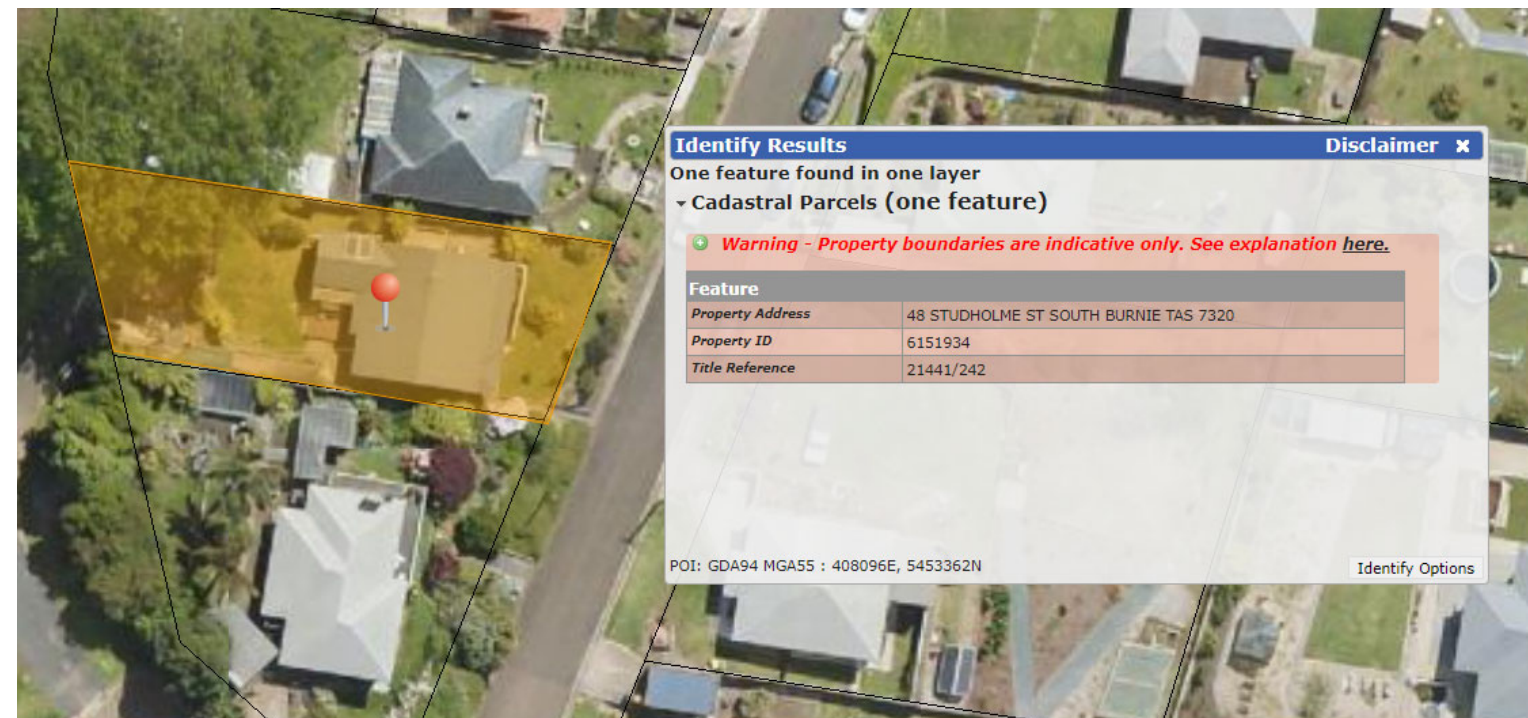 Identify Results Disclaimer x
One feature found in one layer
Cadastral Parcels (one feature)
Warning - Property boundaries are indicative only. See explanation here.
Feature
Property Address 48 STUDHOLME ST SOUTH BURNIE TAS 7320
Property ID 6151934
Title Reference 21441/242
POI: GDA94 MGA55 : 408096E, 5453362N Identify Options